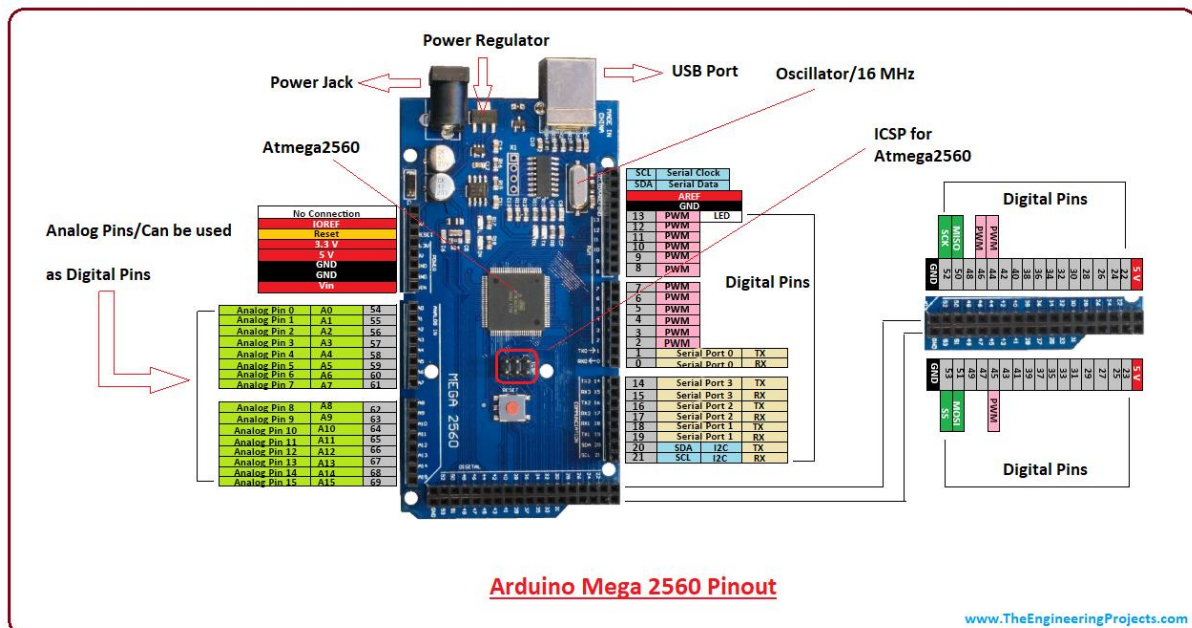 Power Regulator
Power Jack
USB Port
Oscillator/16 MHz
Atmega2560
ICSP for
Atmega2560
Analog Pins/Can be used
as Digital Pins
No Connection
IOREF
Reset
3.3 V
5 V
GND
GND
Vin
Analog Pin 0 A0 54
Analog Pin 1 A1 55
Analog Pin 2 A2 56
Analog Pin 3 A3 57
Analog Pin 4 A4 58
Analog Pin 5 A5 59
Analog Pin 6 A6 60
Analog Pin 7 A7 61
Analog Pin 8 A8 62
Analog Pin 9 A9 63
Analog Pin 10 A10 64
Analog Pin 11 A11 65
Analog Pin 12 A12 66
Analog Pin 13 A13 67
Analog Pin 14 A14 68
Analog Pin 15 A15 69
MADE IN
CHINA
MEGA 2560
RESET
COMMUNICATION
DIGITAL
ANALOG IN
POWER
SCL Serial Clock
SDA Serial Data
AREF
GND
13 PWM LED
12 PWM
11 PWM
10 PWM
9 PWM
8 PWM
7 PWM
6 PWM
5 PWM
4 PWM
3 PWM
2 PWM
1 Serial Port 0 TX
0 Serial Port 0 RX
14 Serial Port 3 TX
15 Serial Port 3 RX
16 Serial Port 2 TX
17 Serial Port 2 RX
18 Serial Port 1 TX
19 Serial Port 1 RX
20 SDA I2C TX
21 SCL I2C RX
Digital Pins
Digital Pins
SCK MISO PWM PWM
GND 52 50 48 46 44 42 40 38 36 34 32 30 28 26 24 22 5 V
GND 53 51 49 47 45 43 41 39 37 35 33 31 29 27 25 23 5 V
SS MOSI PWM
Digital Pins
Arduino Mega 2560 Pinout
www.TheEngineeringProjects.com